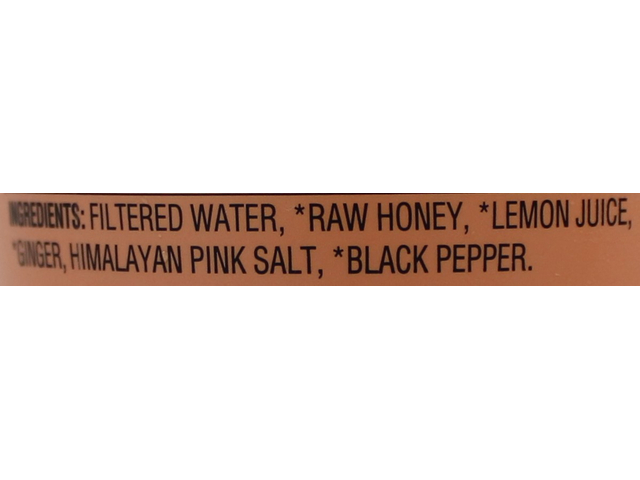 INGREDIENTS: FILTERED WATER, *RAW HONEY, *LEMON JUICE,
*GINGER, HIMALAYAN PINK SALT, *BLACK PEPPER.